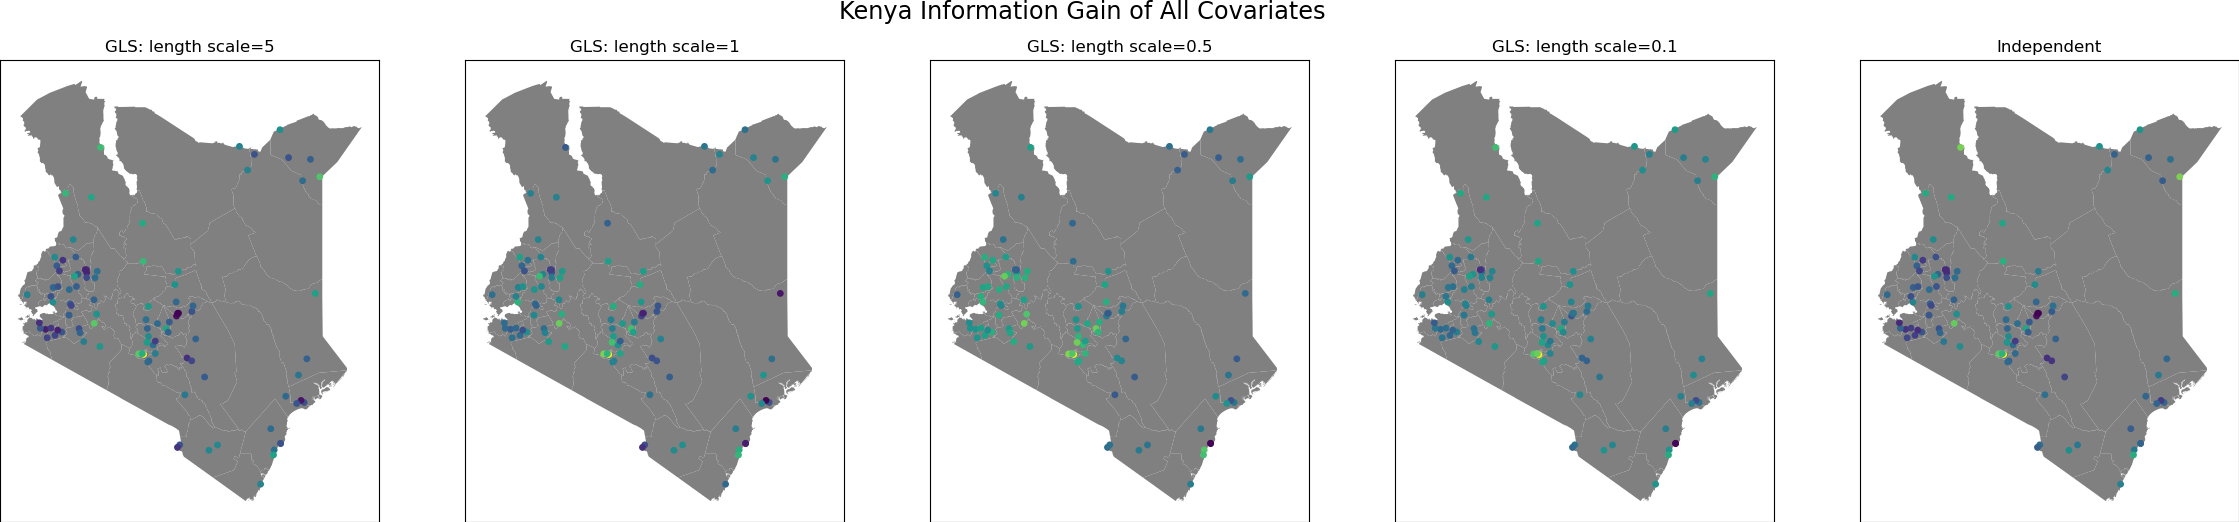 Kenya Information Gain of All Covariates
GLS: length scale=5
GLS: length scale=1
GLS: length scale=0.5
GLS: length scale=0.1
Independent